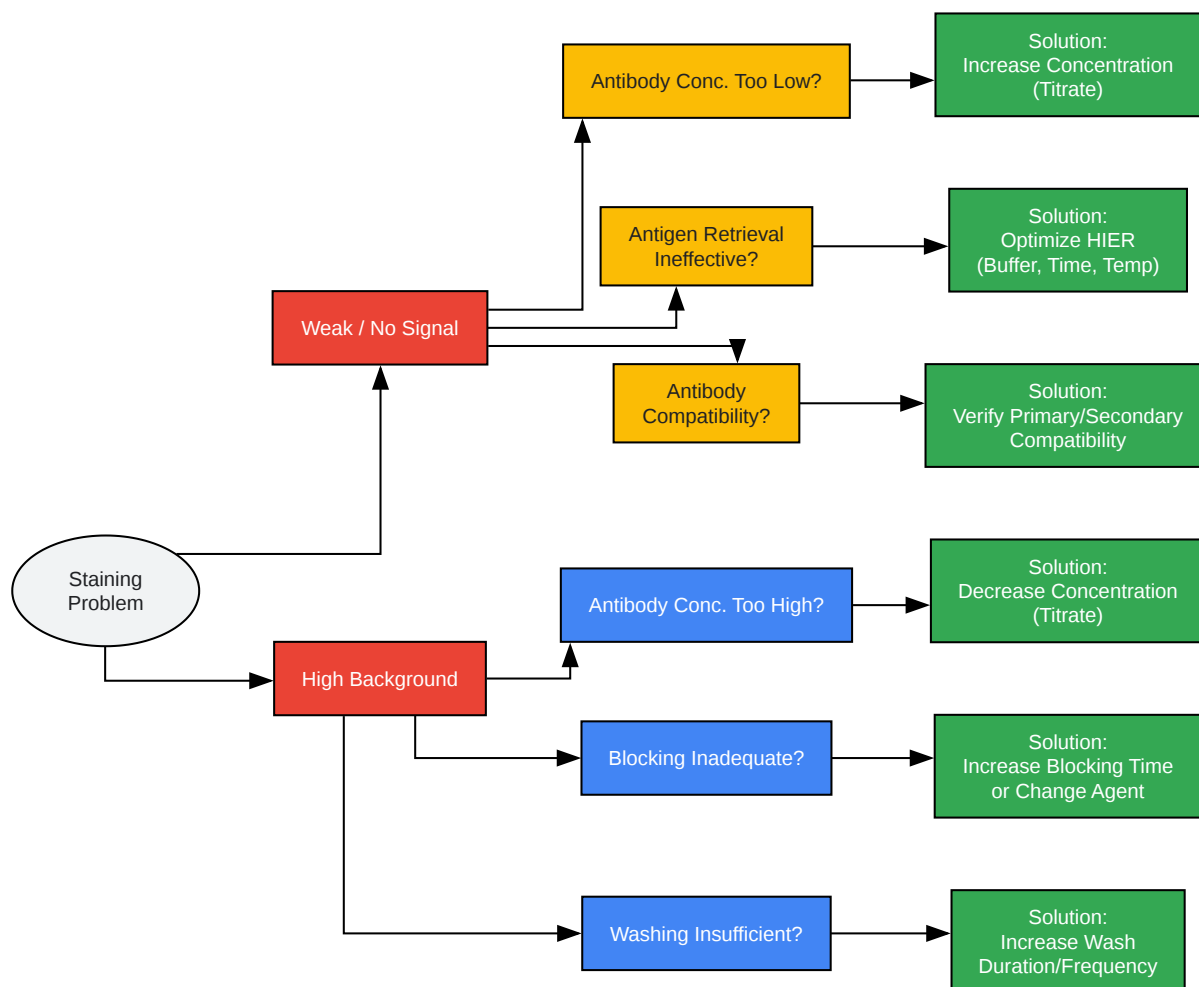 Solution:
Increase Concentration
(Titrate)
Antibody Conc. Too Low?
Solution:
Optimize HIER
(Buffer, Time, Temp)
Antigen Retrieval
Ineffective?
Weak / No Signal
Antibody
Compatibility?
Solution:
Verify Primary/Secondary
Compatibility
Staining
Problem
Solution:
Decrease Concentration
(Titrate)
Antibody Conc. Too High?
High Background
Solution:
Increase Blocking Time
or Change Agent
Blocking Inadequate?
Washing Insufficient?
Solution:
Increase Wash
Duration/Frequency